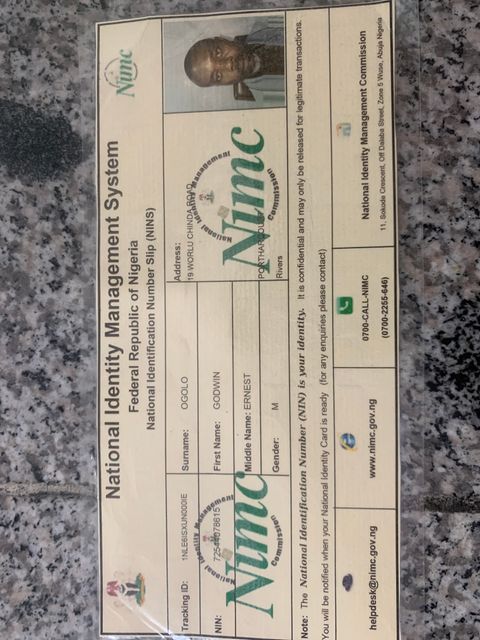 National Identity Management System
Federal Republic of Nigeria
National Identification Number Slip (NINS)
Nimc
Tracking ID: 1NLE6ISXUN000IE
Surname: OGOLO
Address:
19 WORLU CHINDA ROAD
NIN:
First Name: GODWIN
Middle Name: ERNEST
Gender: M
PORTHARCOURT
Rivers
National Identity Management
Nimc
Commission
National Identity Management
Nimc
Commission
Note: The National Identification Number (NIN) is your identity. It is confidential and may only be released for legitimate transactions.
You will be notified when your National Identity Card is ready (for any enquiries please contact)
helpdesk@nimc.gov.ng
www.nimc.gov.ng
0700-CALL-NIMC
(0700-2255-646)
National Identity Management Commission
11, Sokode Crescent, Off Dalaba Street, Zone 5 Wuse, Abuja Nigeria